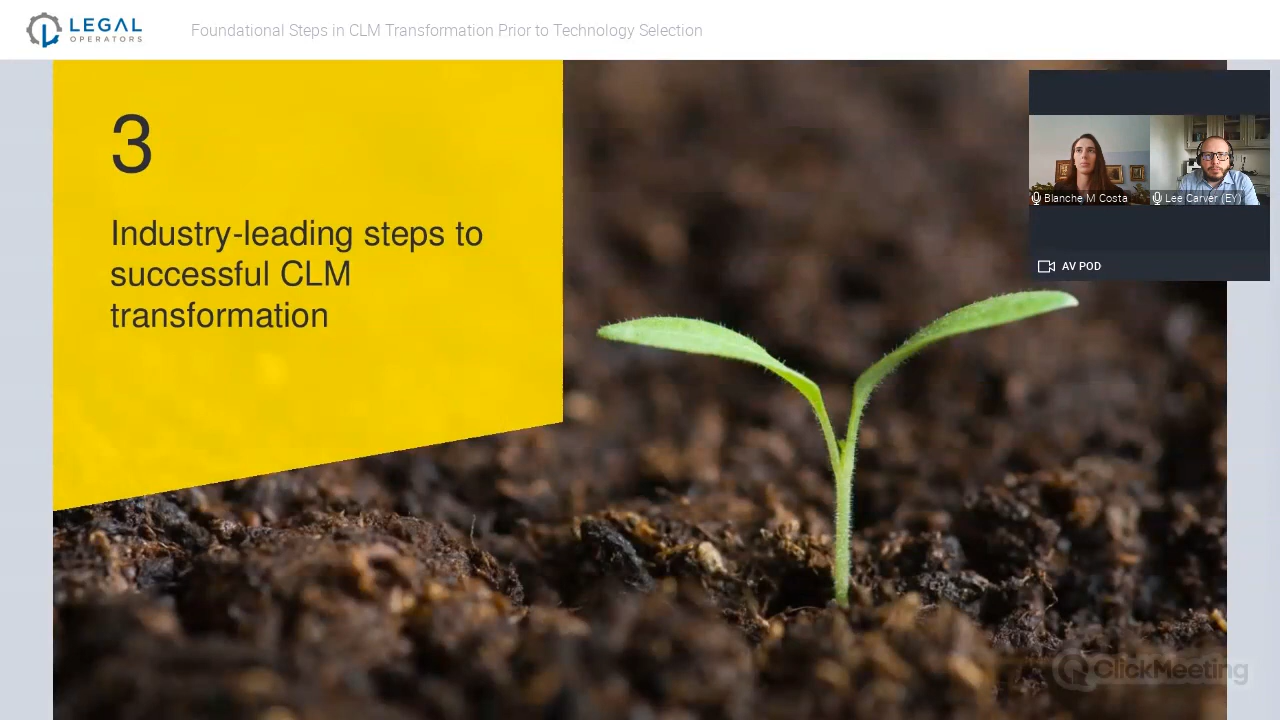 LEGAL
OPERATORS
Foundational Steps in CLM Transformation Prior to Technology Selection
3
Industry-leading steps to
successful CLM
transformation
Blanche M Costa
Lee Carver (EY)
AV POD
ClickMeeting